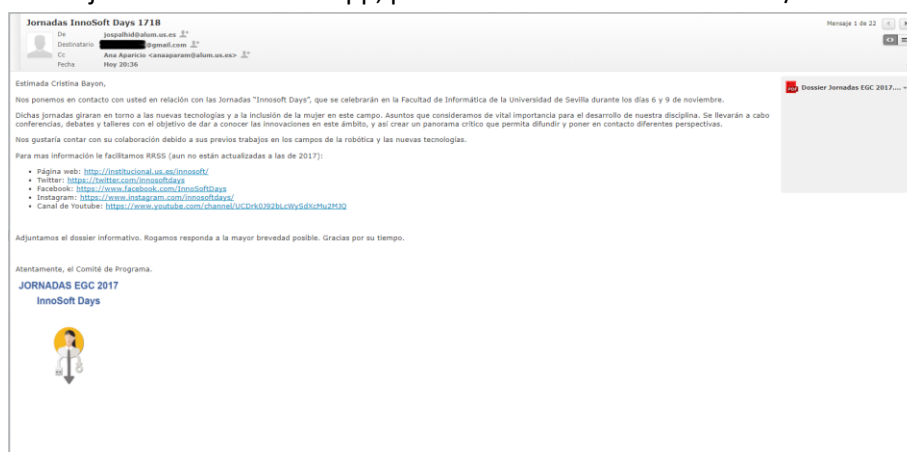 Jornadas InnoSoft Days 1718
Mensaje 1 de 22
De jospalhid@alum.us.es
Destinatario @gmail.com
Cc Ana Aparicio <anaazparam@alum.us.es>
Fecha Hoy 20:36
Estimada Cristina Bayon,
Dossier Jornadas EGC 2017....
Nos ponemos en contacto con usted en relación con las Jornadas "Innosoft Days", que se celebrarán en la Facultad de Informática de la Universidad de Sevilla durante los días 6 y 9 de noviembre.
Dichas jornadas giraran en torno a las nuevas tecnologías y a la inclusión de la mujer en este campo. Asuntos que consideramos de vital importancia para el desarrollo de nuestra disciplina. Se llevarán a cabo
conferencias, debates y talleres con el objetivo de dar a conocer las innovaciones en este ámbito, y así crear un panorama crítico que permita difundir y poner en contacto diferentes perspectivas.
Nos gustaría contar con su colaboración debido a sus previos trabajos en los campos de la robótica y las nuevas tecnologías.
Para mas información le facilitamos RRSS (aun no están actualizadas a las de 2017):
• Página web: http://institucional.us.es/innosoft/
• Twitter: https://twitter.com/innosoftdays
• Facebook: https://www.facebook.com/InnoSoftDays
• Instagram: https://www.instagram.com/innosoftdays/
• Canal de Youtube: https://www.youtube.com/channel/UCDrk0J92bLcWySdXcMu2MJQ
Adjuntamos el dossier informativo. Rogamos responda a la mayor brevedad posible. Gracias por su tiempo.
Atentamente, el Comité de Programa.
JORNADAS EGC 2017
InnoSoft Days